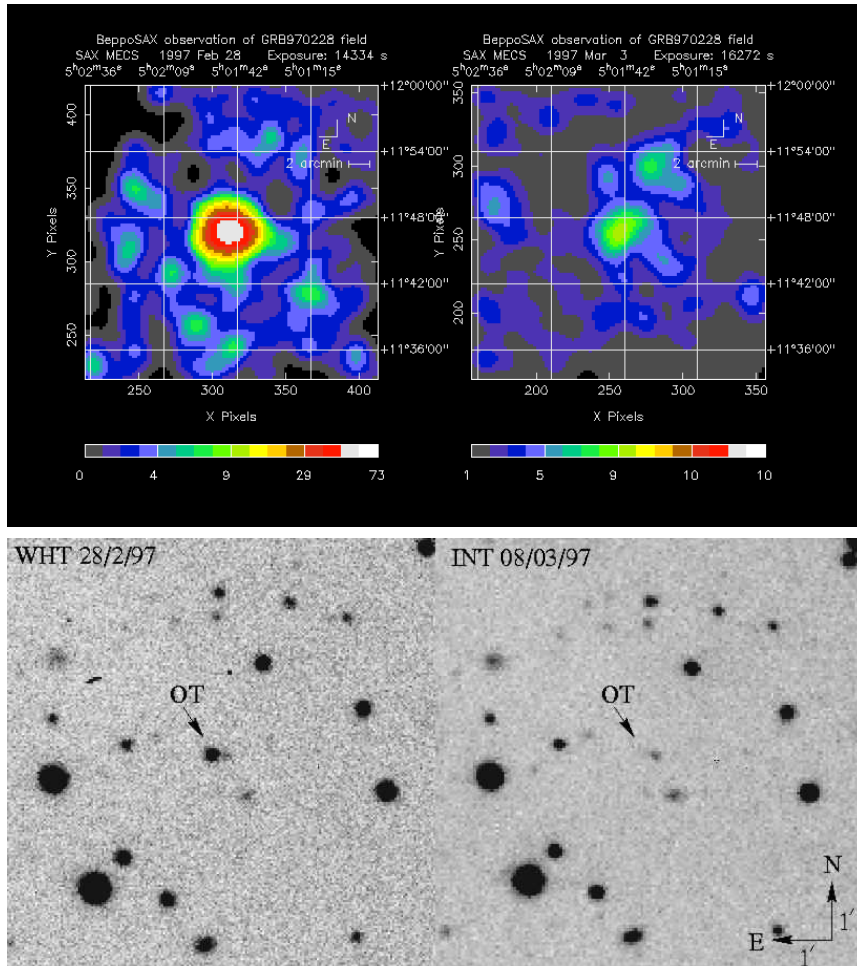 BeppoSAX observation of GRB970228 field
SAX MECS 1997 Feb 28 Exposure: 14334 s
5h02m36s 5h02m09s 5h01m42s 5h01m15s
+12°00'00"
+11°54'00"
+11°48'00"
+11°42'00"
+11°36'00"
N
E
2 arcmin
400
350
300
250
Y Pixels
250 300 350 400
X Pixels
0 4 9 29 73
BeppoSAX observation of GRB970228 field
SAX MECS 1997 Mar 3 Exposure: 16272 s
5h02m36s 5h02m09s 5h01m42s 5h01m15s
+12°00'00"
+11°54'00"
+11°48'00"
+11°42'00"
+11°36'00"
N
E
2 arcmin
350
300
250
200
Y Pixels
200 250 300 350
X Pixels
1 5 9 10 10
WHT 28/2/97
OT
INT 08/03/97
OT
N
1'
E
1'